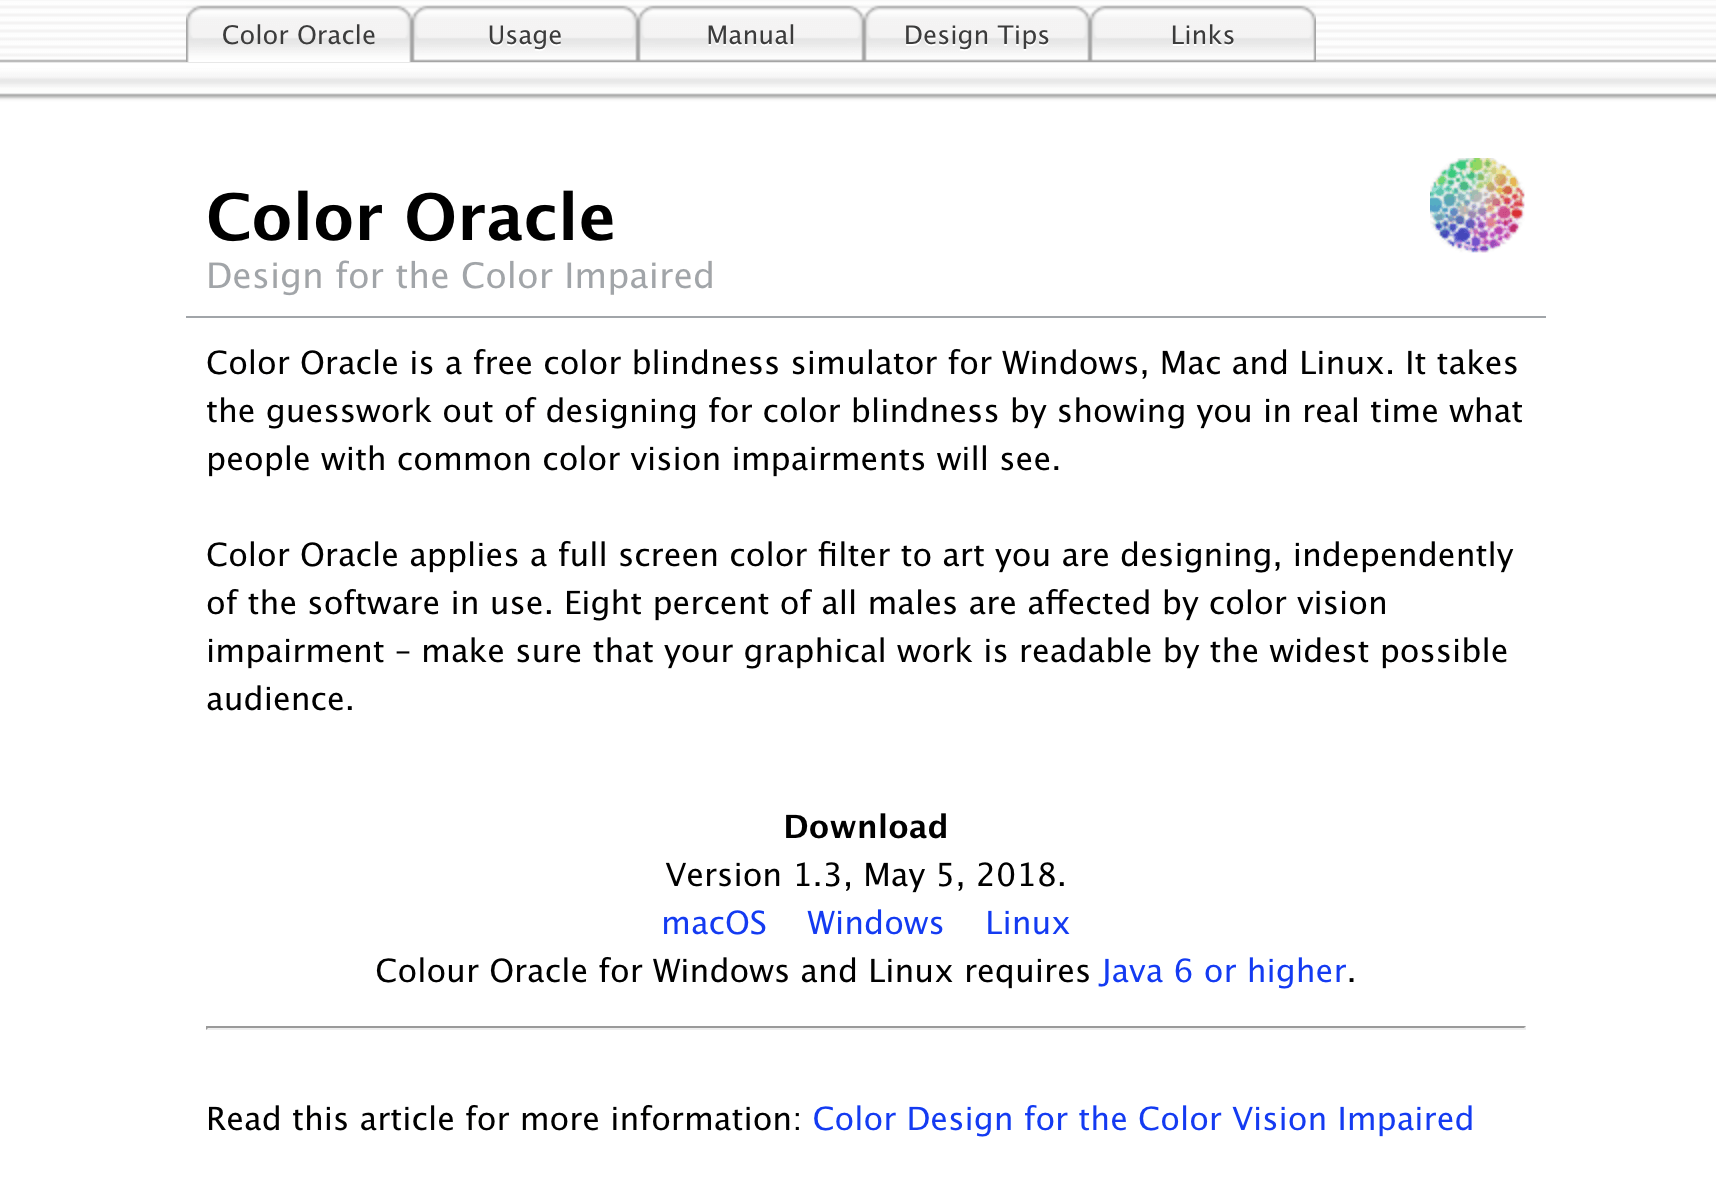 Color Oracle Usage Manual Design Tips Links
Color Oracle
Design for the Color Impaired
Color Oracle is a free color blindness simulator for Windows, Mac and Linux. It takes
the guesswork out of designing for color blindness by showing you in real time what
people with common color vision impairments will see.
Color Oracle applies a full screen color filter to art you are designing, independently
of the software in use. Eight percent of all males are affected by color vision
impairment – make sure that your graphical work is readable by the widest possible
audience.
Download
Version 1.3, May 5, 2018.
macOS Windows Linux
Colour Oracle for Windows and Linux requires Java 6 or higher.
Read this article for more information: Color Design for the Color Vision Impaired